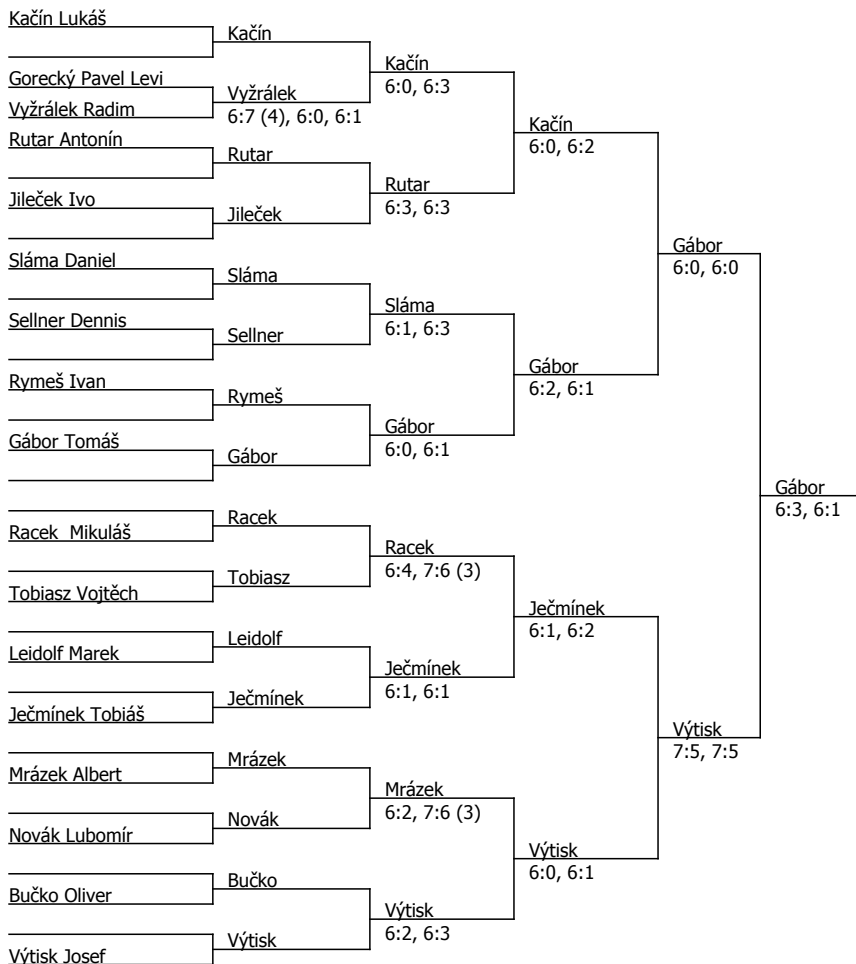 Kačín Lukáš
Kačín
Kačín
6:0, 6:3
Gorecký Pavel Levi
Vyžrálek
6:7 (4), 6:0, 6:1
Vyžrálek Radim
Kačín
6:0, 6:2
Rutar Antonín
Rutar
Rutar
6:3, 6:3
Jileček Ivo
Jileček
Gábor
6:0, 6:0
Sláma Daniel
Sláma
Sláma
6:1, 6:3
Sellner Dennis
Sellner
Gábor
6:2, 6:1
Rymeš Ivan
Rymeš
Gábor
6:0, 6:1
Gábor Tomáš
Gábor
Gábor
6:3, 6:1
Racek
Racek  Mikuláš
Racek
6:4, 7:6 (3)
Tobiasz
Tobiasz Vojtěch
Ječmínek
6:1, 6:2
Leidolf
Leidolf Marek
Ječmínek
6:1, 6:1
Ječmínek
Ječmínek Tobiáš
Výtisk
7:5, 7:5
Mrázek
Mrázek Albert
Mrázek
6:2, 7:6 (3)
Novák
Novák Lubomír
Výtisk
6:0, 6:1
Bučko
Bučko Oliver
Výtisk
6:2, 6:3
Výtisk
Výtisk Josef